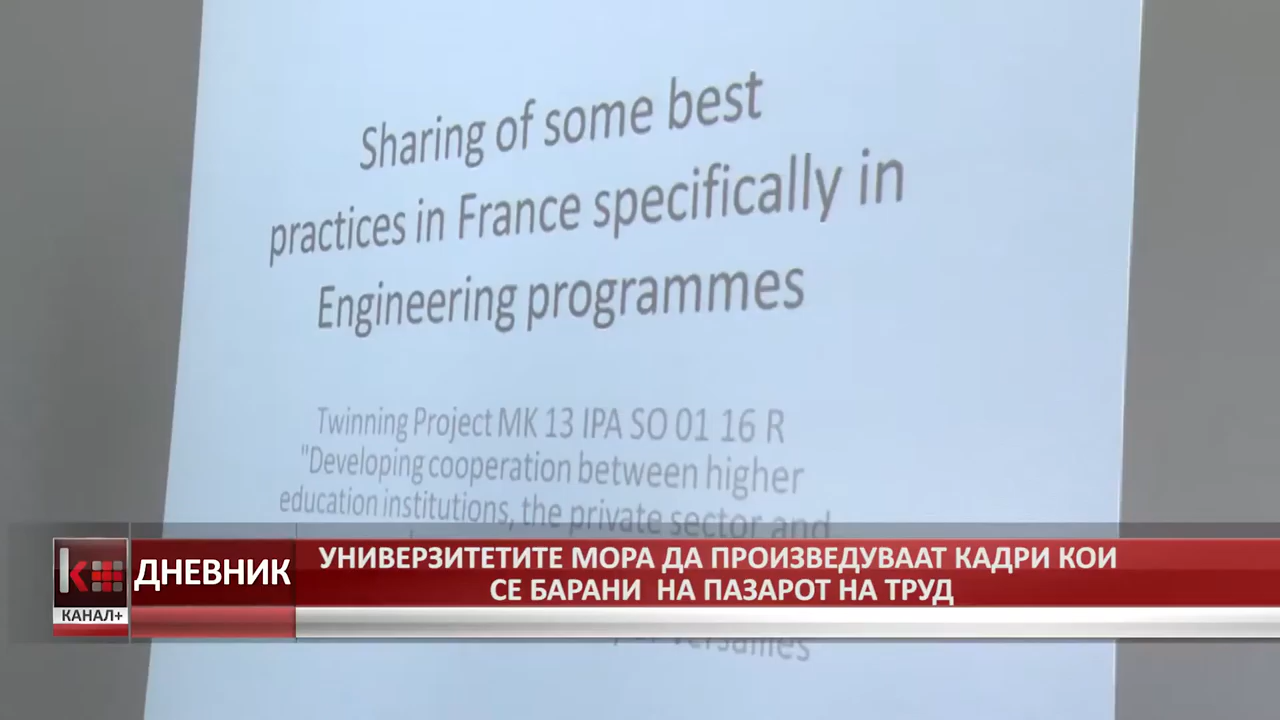 Sharing of some best
practices in France specifically in
Engineering programmes
Twinning Project MK 13 IPA SO 01 16 R
"Developing cooperation between higher
education institutions, the private sector and
УНИВЕРЗИТЕТИТЕ МОРА ДА ПРОИЗВЕДУВААТ КАДРИ КОИ
СЕ БАРАНИ НА ПАЗАРОТ НА ТРУД
ДНЕВНИК
К
КАНАЛ+
Versailles